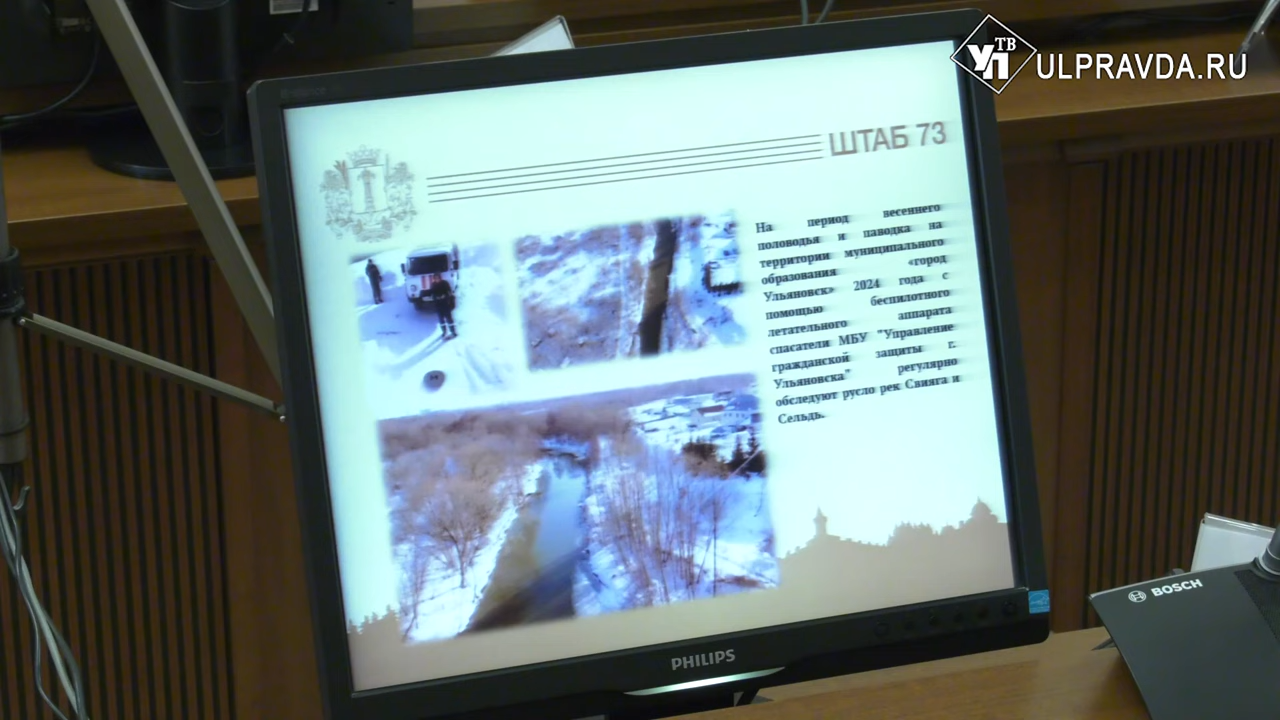 УП ТВ
ULPRAVDA.RU
ШТАБ 73
На период весеннего
половодья и паводка на
территории муниципального
образования «город
Ульяновск» 2024 года с
помощью беспилотного
летательного аппарата
спасатели МБУ "Управление
гражданской защиты г.
Ульяновска" регулярно
обследуют русло рек Свияга и
Сельдь.
BOSCH
PHILIPS